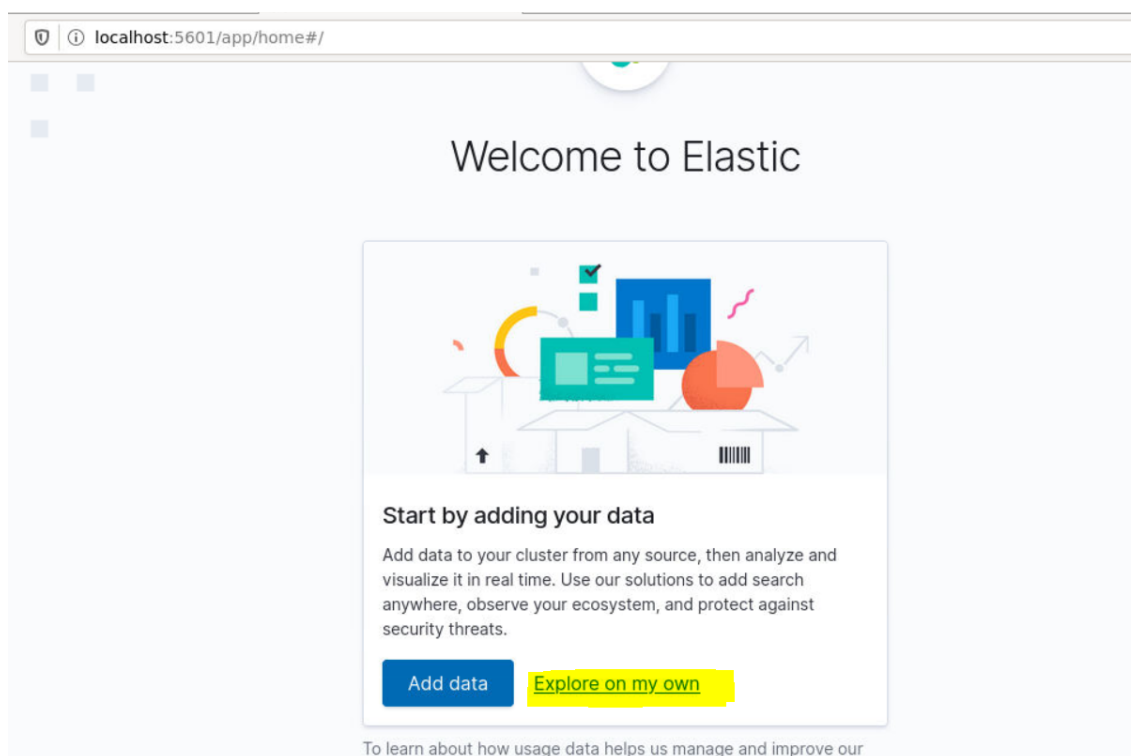 localhost:5601/app/home#/
Welcome to Elastic
Start by adding your data
Add data to your cluster from any source, then analyze and
visualize it in real time. Use our solutions to add search
anywhere, observe your ecosystem, and protect against
security threats.
Add data Explore on my own
To learn about how usage data helps us manage and improve our